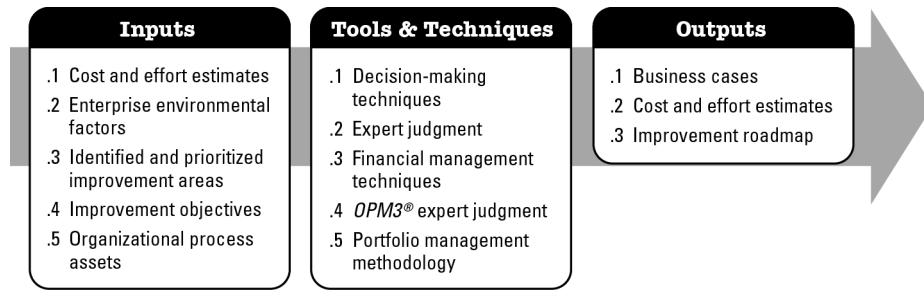 Inputs
.1 Cost and effort estimates
.2 Enterprise environmental
factors
.3 Identified and prioritized
improvement areas
.4 Improvement objectives
.5 Organizational process
assets
Tools & Techniques
.1 Decision-making
techniques
.2 Expert judgment
.3 Financial management
techniques
.4 OPM3® expert judgment
.5 Portfolio management
methodology
Outputs
.1 Business cases
.2 Cost and effort estimates
.3 Improvement roadmap